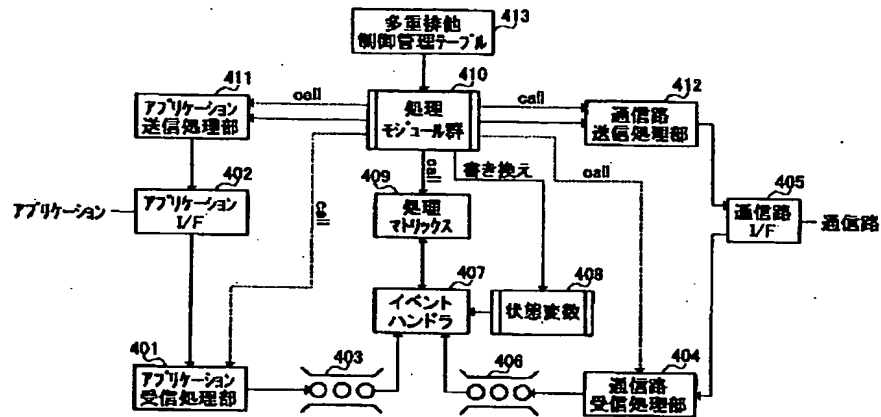 多重排他
制御管理テーブル
413
411
call
410
call
412
アプリケーション
送信処理部
処理
モジュール群
通信路
送信処理部
402
call
409
call
書き換え
call
405
アプリケーション
アプリケーション
I/F
処理
マトリックス
通信路
I/F
通信路
407
408
イベント
ハンドラ
状態変数
401
403
406
404
アプリケーション
受信処理部
通信路
受信処理部